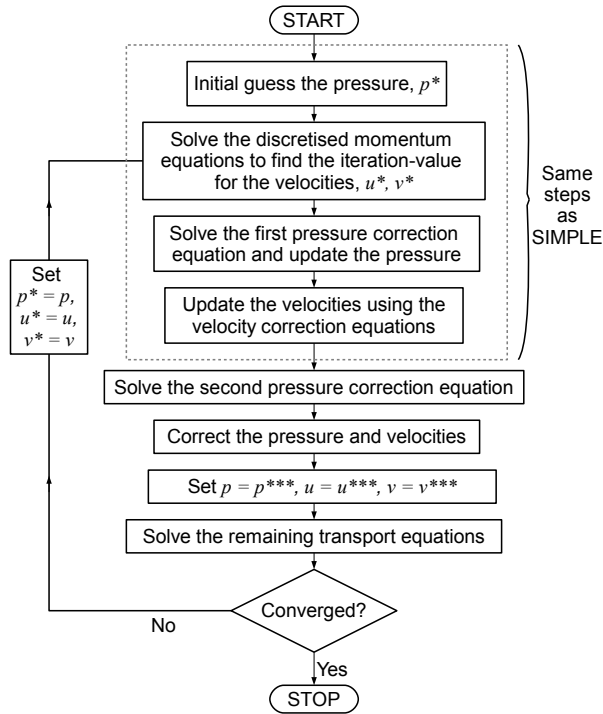 START
Initial guess the pressure, p*
Solve the discretised momentum
equations to find the iteration-value
for the velocities, u*, v*
Solve the first pressure correction
equation and update the pressure
Update the velocities using the
velocity correction equations
Same
steps
as
SIMPLE
Set
p* = p,
u* = u,
v* = v
Solve the second pressure correction equation
Correct the pressure and velocities
Set p = p***, u = u***, v = v***
Solve the remaining transport equations
Converged?
No
Yes
STOP